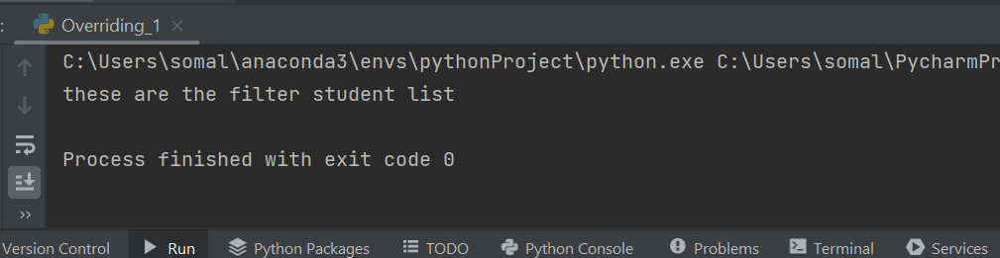 : Overriding_1 ×
C:\Users\somal\anaconda3\envs\pythonProject\python.exe C:\Users\somal\PycharmPr
these are the filter student list
Process finished with exit code 0
Version Control Run Python Packages TODO Python Console Problems Terminal Services